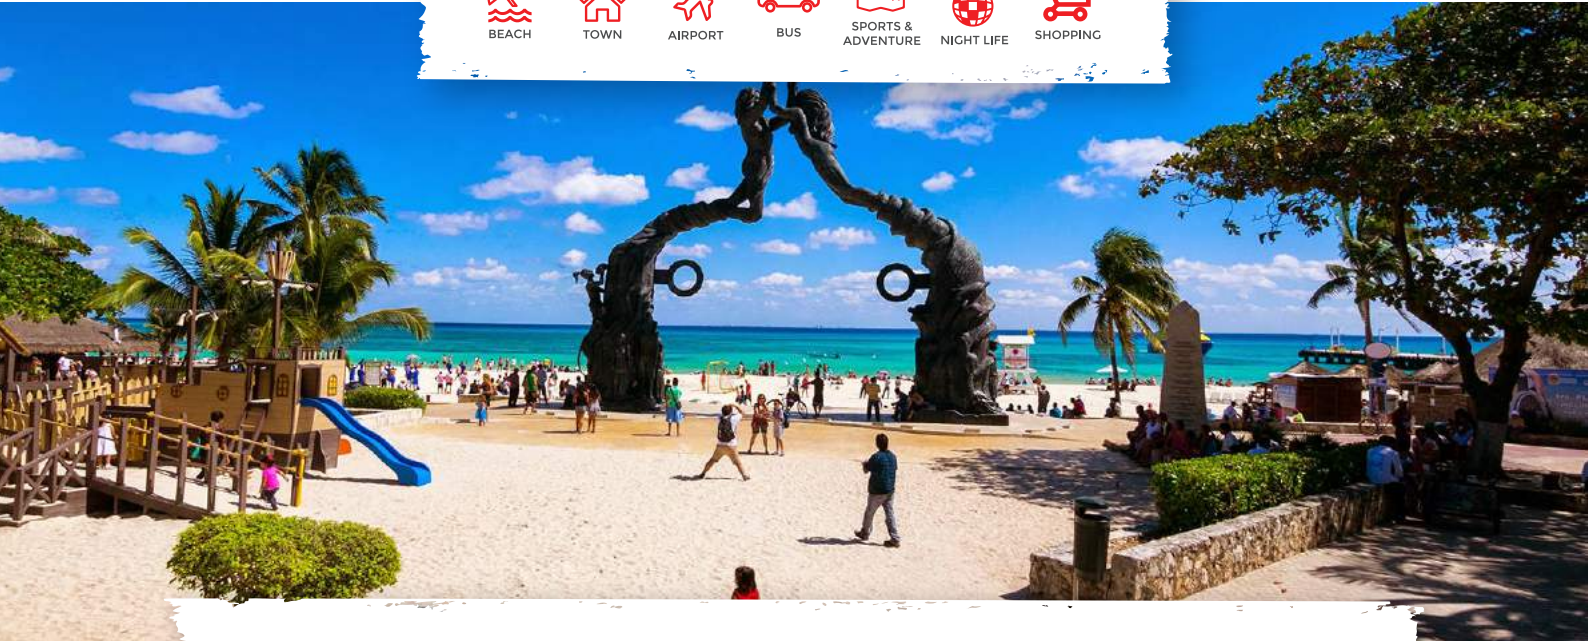 BEACH
TOWN
AIRPORT
BUS
SPORTS &
ADVENTURE
NIGHT LIFE
SHOPPING